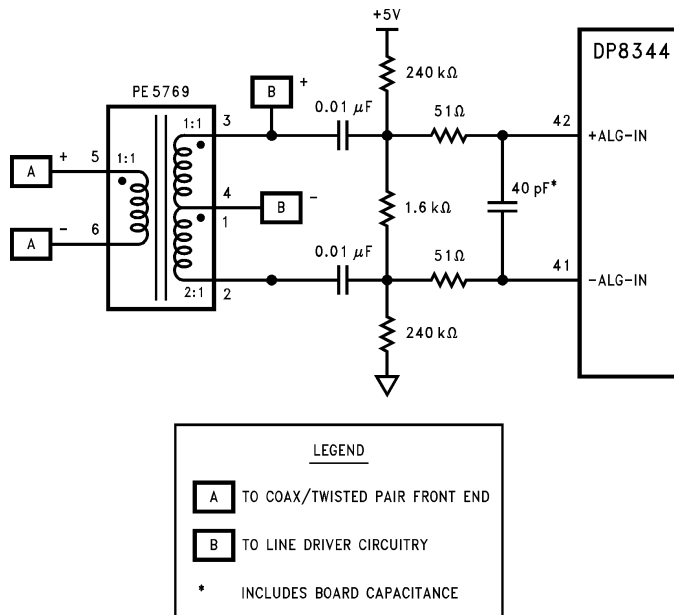 +5V
DP8344
PE5769
240 kΩ
B +
0.01 µF
51Ω
42
+ALG-IN
1:1
3
A + 5
1:1
4
B -
1.6 kΩ
40 pF*
1
A - 6
0.01 µF
51Ω
41
-ALG-IN
2:1
2
240 kΩ
LEGEND
A TO COAX/TWISTED PAIR FRONT END
B TO LINE DRIVER CIRCUITRY
* INCLUDES BOARD CAPACITANCE